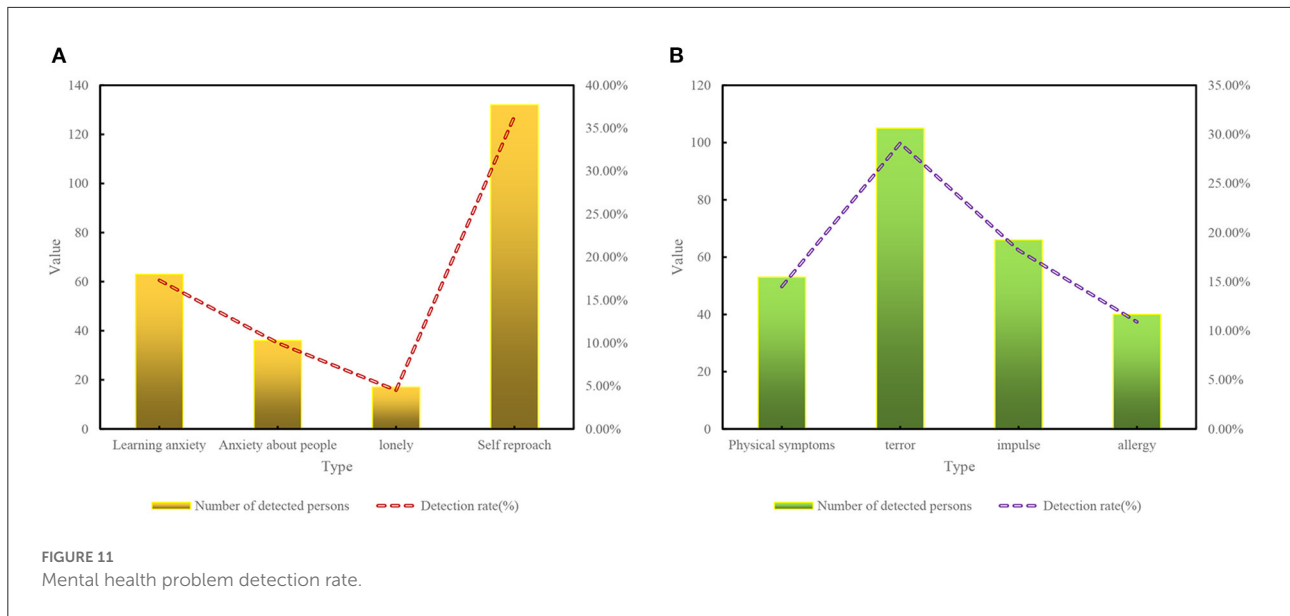 A
140
120
100
80
60
40
20
0
Value
40.00%
35.00%
30.00%
25.00%
20.00%
15.00%
10.00%
5.00%
0.00%
Learning anxiety Anxiety about people lonely Self reproach
Type
Number of detected persons Detection rate(%)
B
120
100
80
60
40
20
0
Value
35.00%
30.00%
25.00%
20.00%
15.00%
10.00%
5.00%
0.00%
Physical symptoms terror impulse allergy
Type
Number of detected persons Detection rate(%)
FIGURE 11
Mental health problem detection rate.